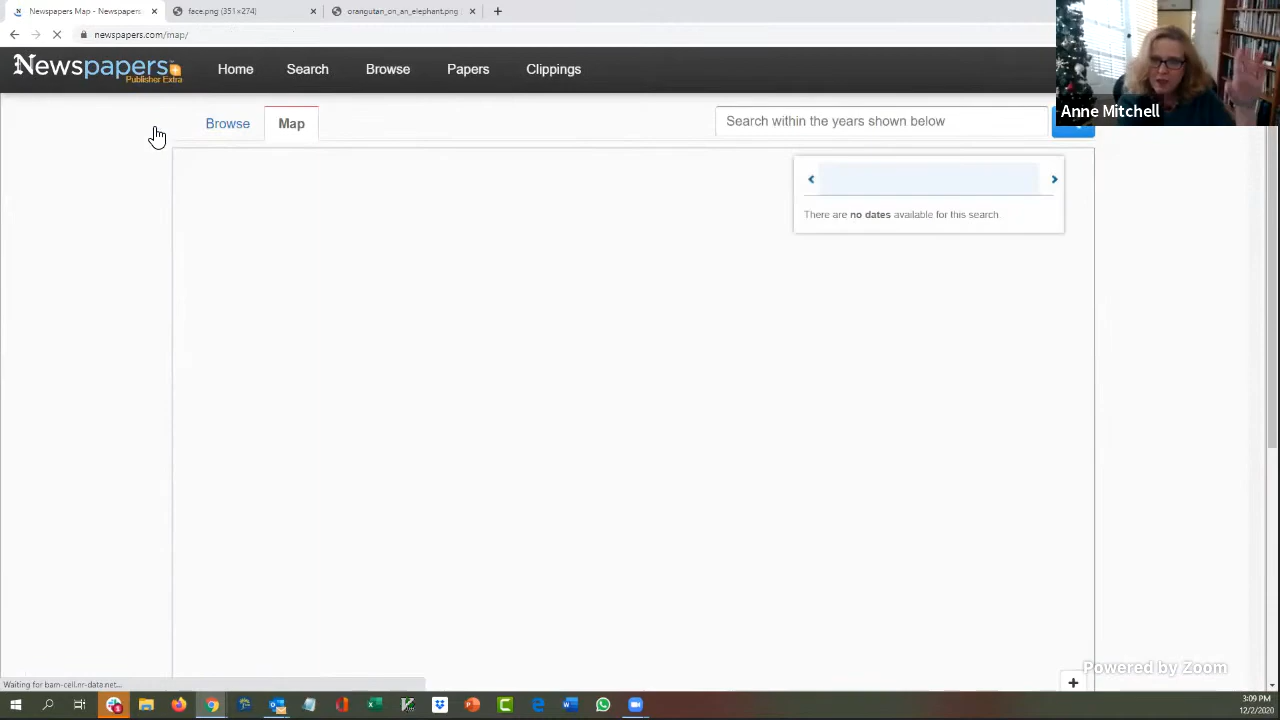 Newspapers Map - Newspapers
face.png (351×274)
orangutan_on_an_elephant.png
newspapers.com/map/
Newspapers
Publisher Extra
Home
Search
Browse
Papers
Clippings
Anne Mitchell
Browse
Map
Search within the years shown below
There are no dates available for this search
Powered by Zoom
Waiting for bam-cell.nr-data.net...
3:09 PM
12/2/2020